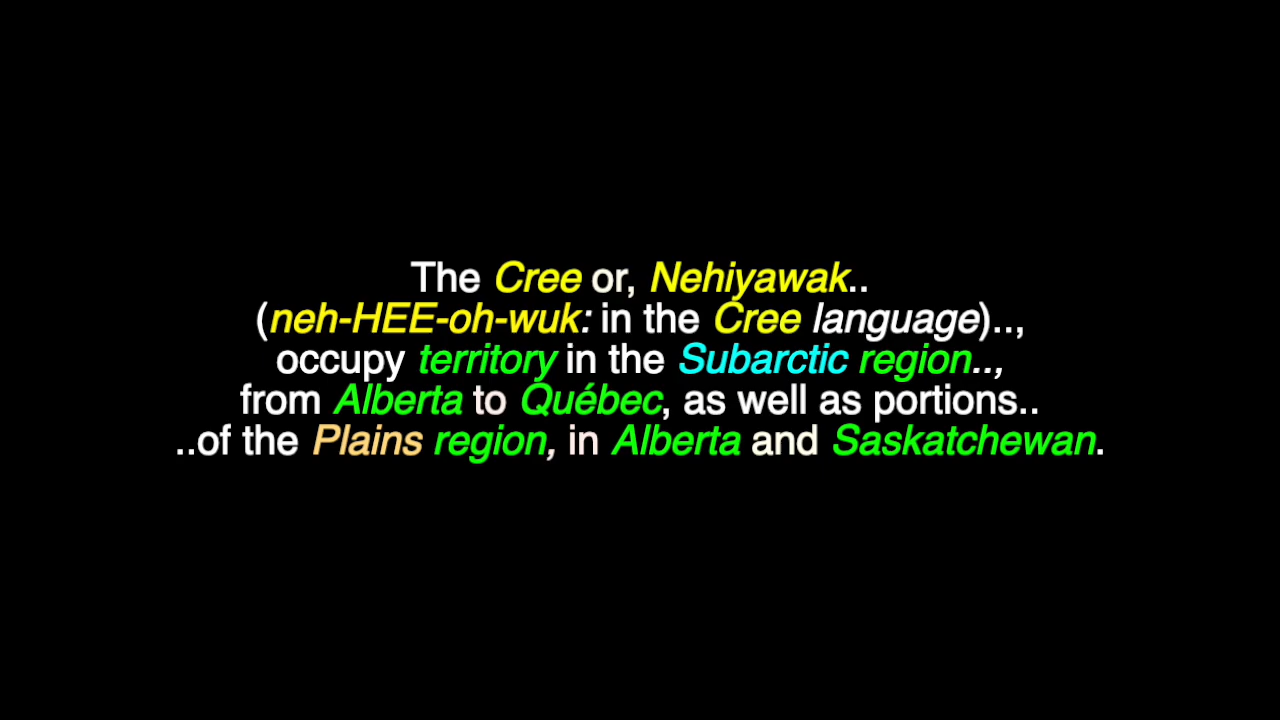 The Cree or, Nehiyawak..
(neh-HEE-oh-wuk: in the Cree language)..,
occupy territory in the Subarctic region..,
from Alberta to Québec, as well as portions..
..of the Plains region, in Alberta and Saskatchewan.